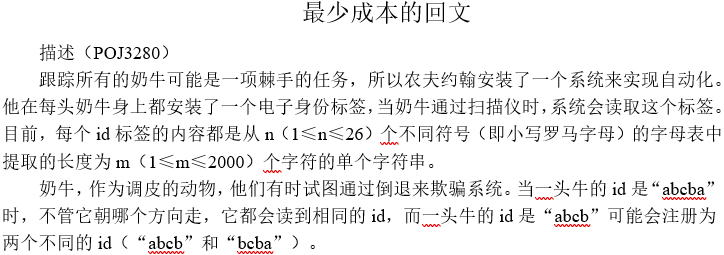 最少成本的回文
描述（POJ3280）
跟踪所有的奶牛可能是一项棘手的任务，所以农夫约翰安装了一个系统来实现自动化。
他在每头奶牛身上都安装了一个电子身份标签，当奶牛通过扫描仪时，系统会读取这个标签。
目前，每个 id 标签的内容都是从 n（1≤n≤26）个不同符号（即小写罗马字母）的字母表中
提取的长度为 m（1≤m≤2000）个字符的单个字符串。
奶牛，作为调皮的动物，他们有时试图通过倒退来欺骗系统。当一头牛的 id 是“abcba”
时，不管它朝哪个方向走，它都会读到相同的 id，而一头牛的 id 是“abcb”可能会注册为
两个不同的 id（“abcb”和“bcba”）。